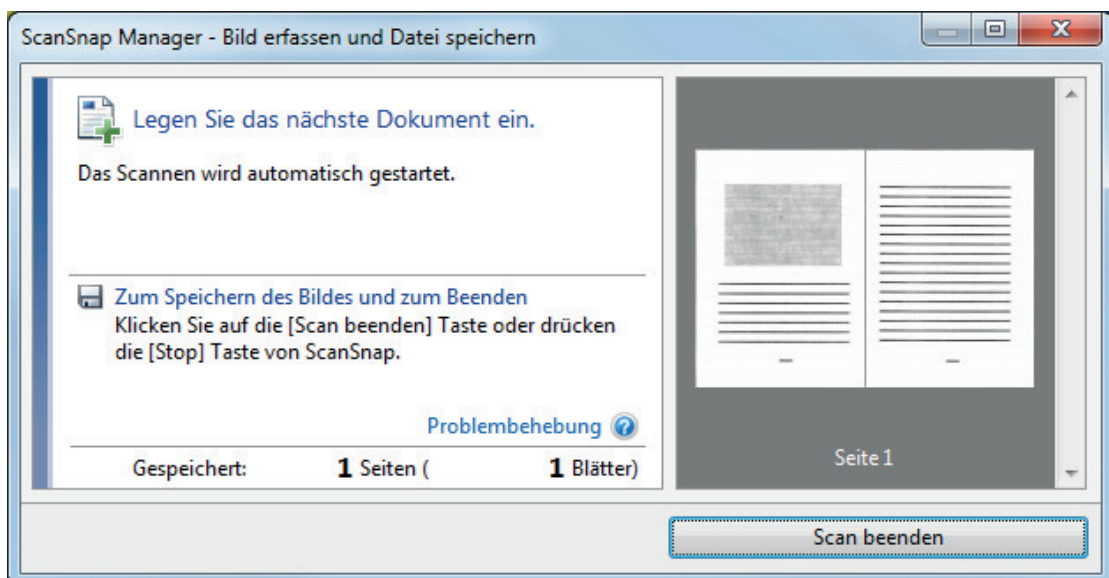 ScanSnap Manager - Bild erfassen und Datei speichern
Legen Sie das nächste Dokument ein.
Das Scannen wird automatisch gestartet.
Zum Speichern des Bildes und zum Beenden
Klicken Sie auf die [Scan beenden] Taste oder drücken
die [Stop] Taste von ScanSnap.
Problembehebung
Gespeichert: 1 Seiten ( 1 Blätter)
Seite 1
Scan beenden